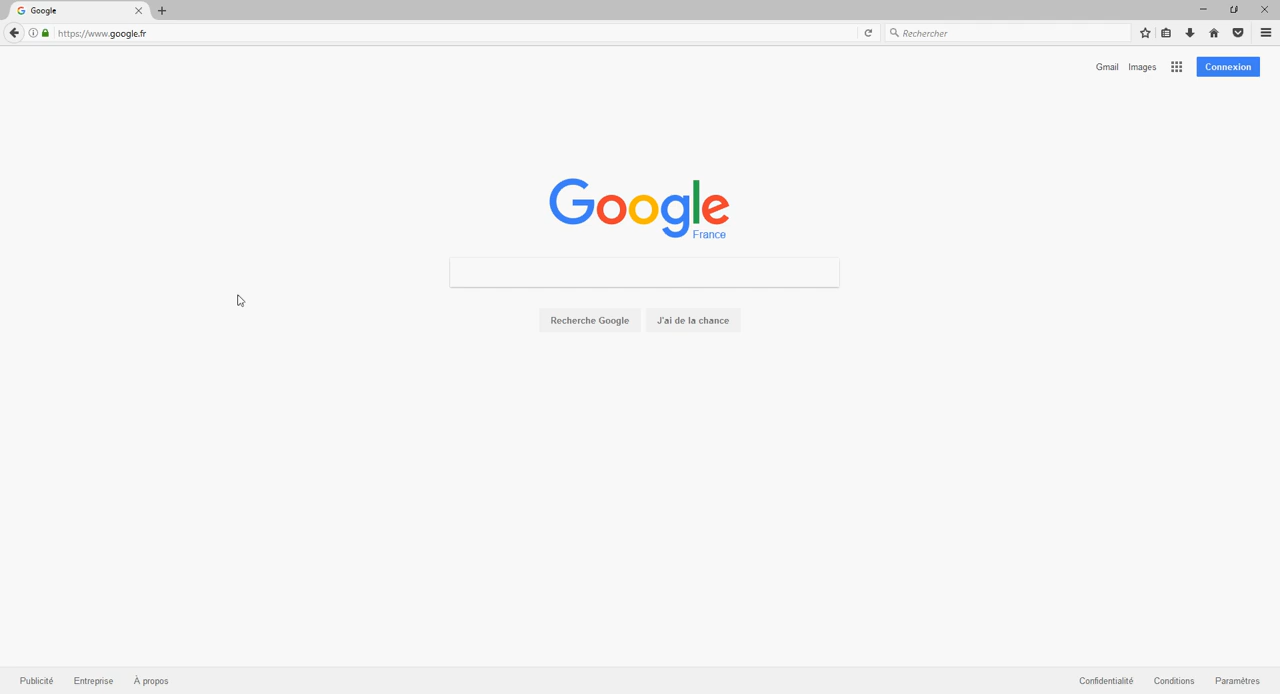 Google
https://www.google.fr
Rechercher
Gmail Images Connexion
Google
France
Recherche Google J'ai de la chance
Publicité Entreprise À propos Confidentialité Conditions Paramètres